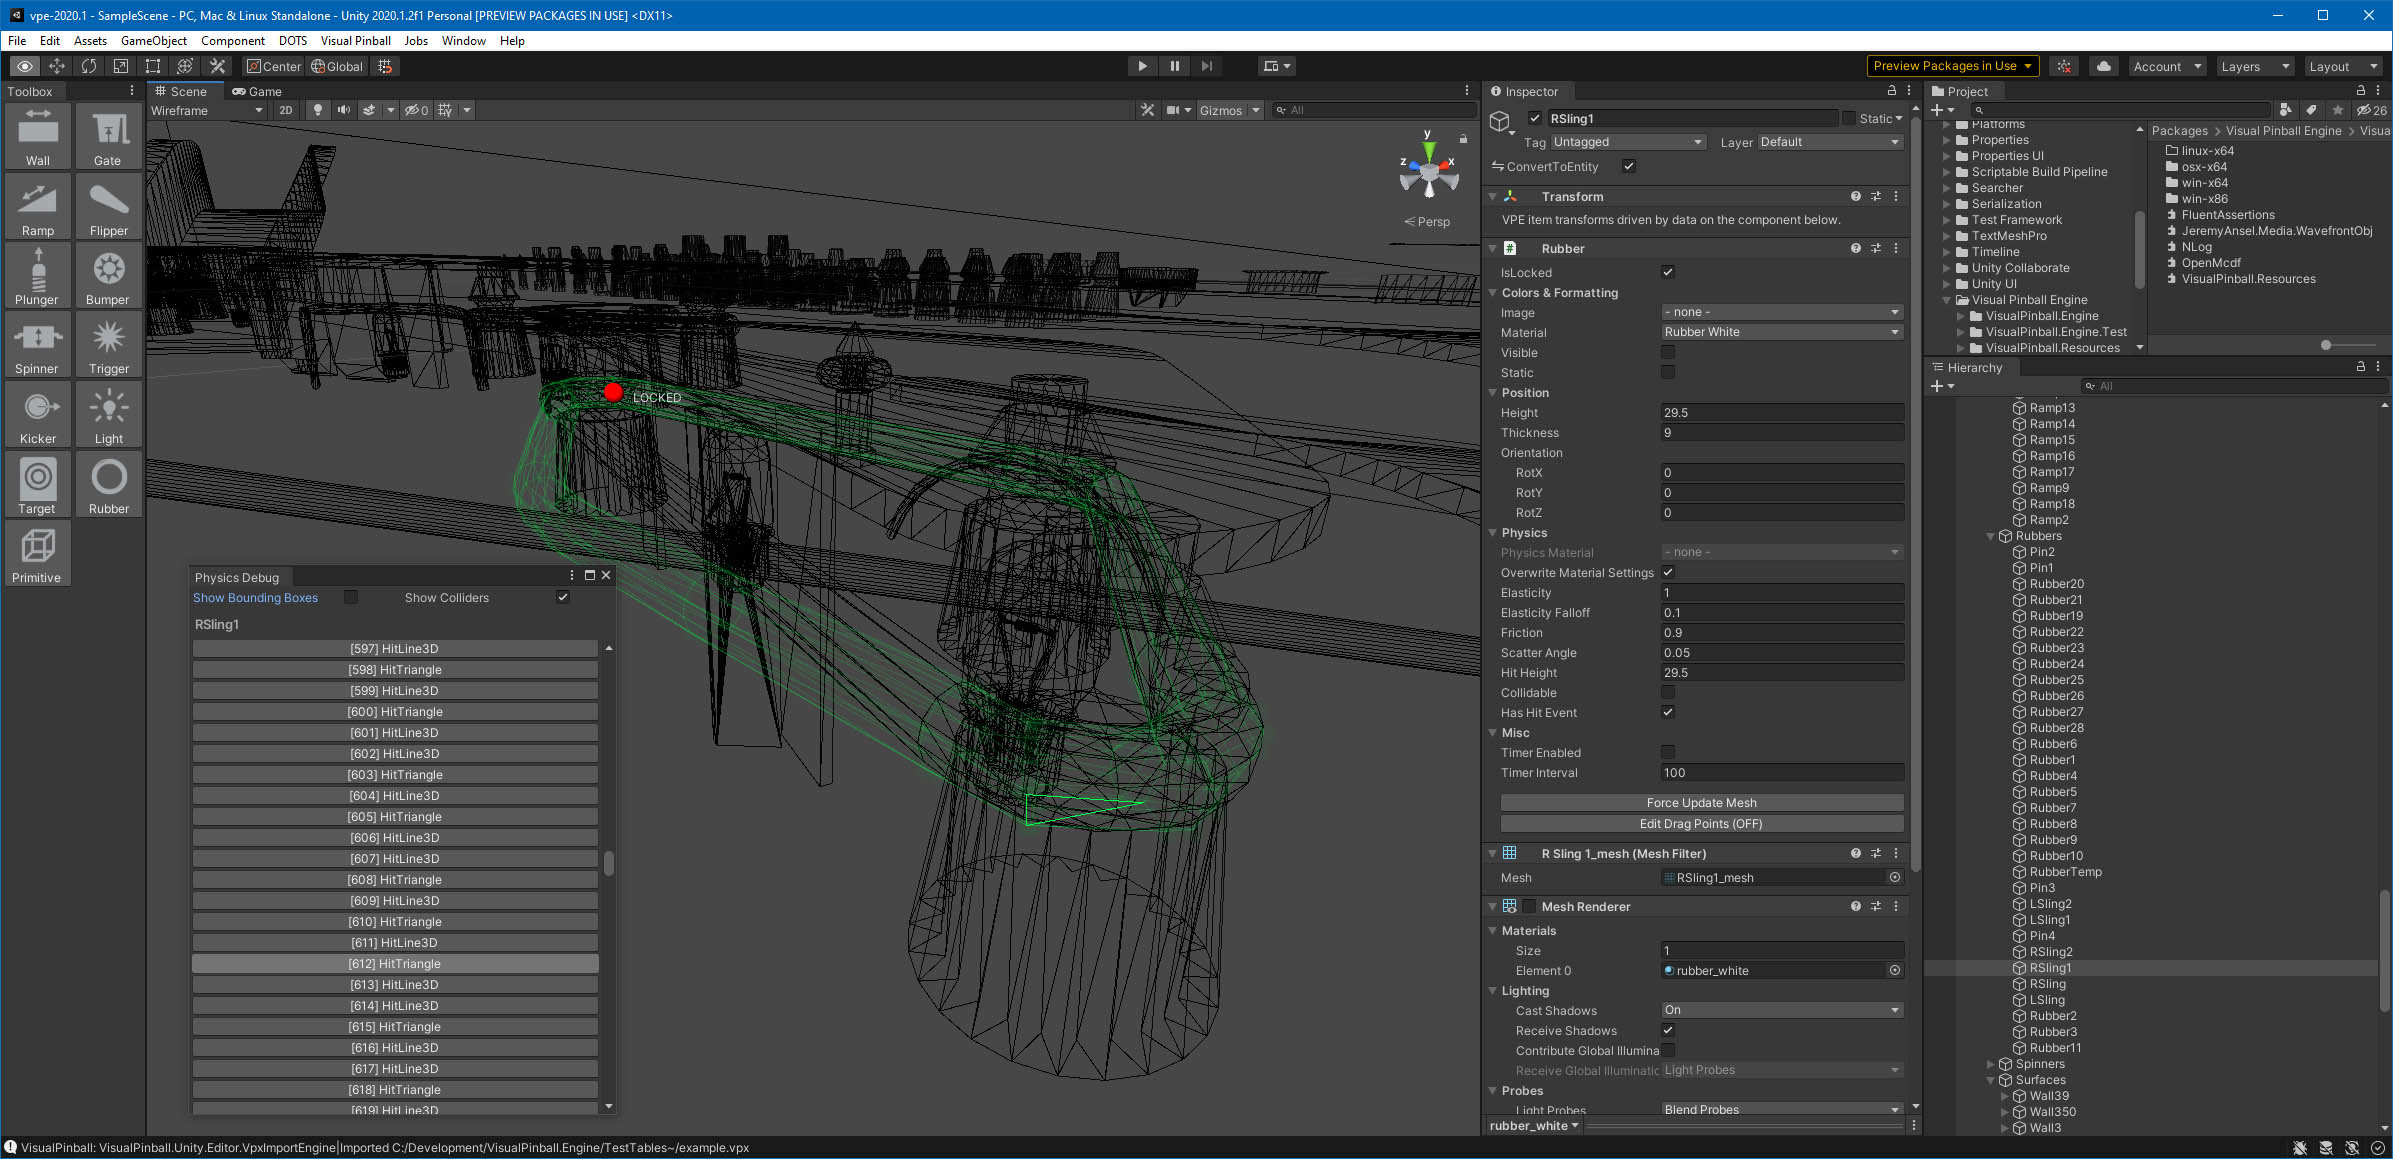 vpe-2020.1 - SampleScene - PC, Mac & Linux Standalone - Unity 2020.1.2f1 Personal [PREVIEW PACKAGES IN USE] <DX11>
File Edit Assets GameObject Component DOTS Visual Pinball Jobs Window Help
Center Global
Preview Packages in Use Account Layers Layout
Toolbox
Wall Gate
Ramp Flipper
Plunger Bumper
Spinner Trigger
Kicker Light
Target Rubber
Primitive
Scene Game
Wireframe 2D 0 Gizmos All
y
z x
Persp
LOCKED
Physics Debug
Show Bounding Boxes Show Colliders
RSling1
[597] HitLine3D
[598] HitTriangle
[599] HitLine3D
[600] HitTriangle
[601] HitLine3D
[602] HitLine3D
[603] HitTriangle
[604] HitLine3D
[605] HitTriangle
[606] HitLine3D
[607] HitLine3D
[608] HitTriangle
[609] HitLine3D
[610] HitTriangle
[611] HitLine3D
[612] HitTriangle
[613] HitLine3D
[614] HitLine3D
[615] HitTriangle
[616] HitLine3D
[617] HitLine3D
[618] HitTriangle
[619] HitLine3D
Inspector
RSling1 Static
Tag Untagged Layer Default
ConvertToEntity
Transform
VPE item transforms driven by data on the component below.
Rubber
IsLocked
Colors & Formatting
Image - none -
Material Rubber White
Visible
Static
Position
Height 29.5
Thickness 9
Orientation
RotX 0
RotY 0
RotZ 0
Physics
Physics Material - none -
Overwrite Material Settings
Elasticity 1
Elasticity Falloff 0.1
Friction 0.9
Scatter Angle 0.05
Hit Height 29.5
Collidable
Has Hit Event
Misc
Timer Enabled
Timer Interval 100
Force Update Mesh
Edit Drag Points (OFF)
R Sling 1_mesh (Mesh Filter)
Mesh RSling1_mesh
Mesh Renderer
Materials
Size 1
Element 0 rubber_white
Lighting
Cast Shadows On
Receive Shadows
Contribute Global Illumina
Receive Global Illuminatic Light Probes
Probes
Light Probes Blend Probes
rubber_white
Project
26
Platforms
Properties
Properties UI
Scriptable Build Pipeline
Searcher
Serialization
Test Framework
TextMeshPro
Timeline
Unity Collaborate
Unity UI
Visual Pinball Engine
VisualPinball.Engine
VisualPinball.Engine.Test
VisualPinball.Resources
Packages > Visual Pinball Engine > Visua
linux-x64
osx-x64
win-x64
win-x86
FluentAssertions
JeremyAnsel.Media.WavefrontObj
NLog
OpenMcdf
VisualPinball.Resources
Hierarchy
All
Ramp13
Ramp14
Ramp15
Ramp16
Ramp17
Ramp9
Ramp18
Ramp2
Rubbers
Pin2
Pin1
Rubber20
Rubber21
Rubber19
Rubber22
Rubber23
Rubber24
Rubber25
Rubber26
Rubber27
Rubber28
Rubber6
Rubber1
Rubber4
Rubber5
Rubber7
Rubber8
Rubber9
Rubber10
RubberTemp
Pin3
LSling2
LSling1
Pin4
RSling2
RSling1
RSling
LSling
Rubber2
Rubber3
Rubber11
Spinners
Surfaces
Wall39
Wall350
Wall3
VisualPinball: VisualPinball.Unity.Editor.VpxImportEngine|Imported C:/Development/VisualPinball.Engine/TestTables~/example.vpx